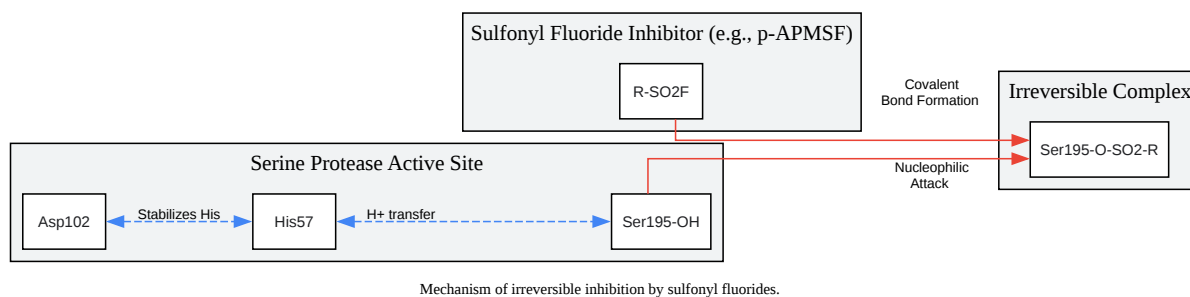 Sulfonyl Fluoride Inhibitor (e.g., p-APMSF)
R-SO2F
Covalent
Bond Formation
Irreversible Complex
Ser195-O-SO2-R
Nucleophilic
Attack
Serine Protease Active Site
Asp102
Stabilizes His
His57
H+ transfer
Ser195-OH
Mechanism of irreversible inhibition by sulfonyl fluorides.